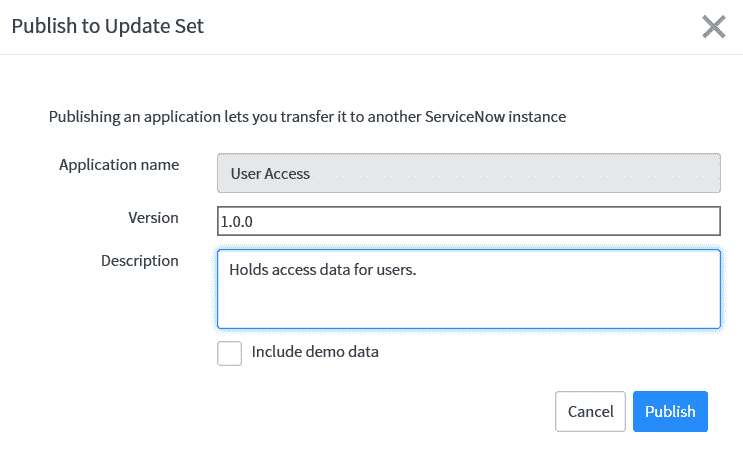 Publish to Update Set
Publishing an application lets you transfer it to another ServiceNow instance
Application name
User Access
Version
1.0.0
Description
Holds access data for users.
Include demo data
Cancel
Publish